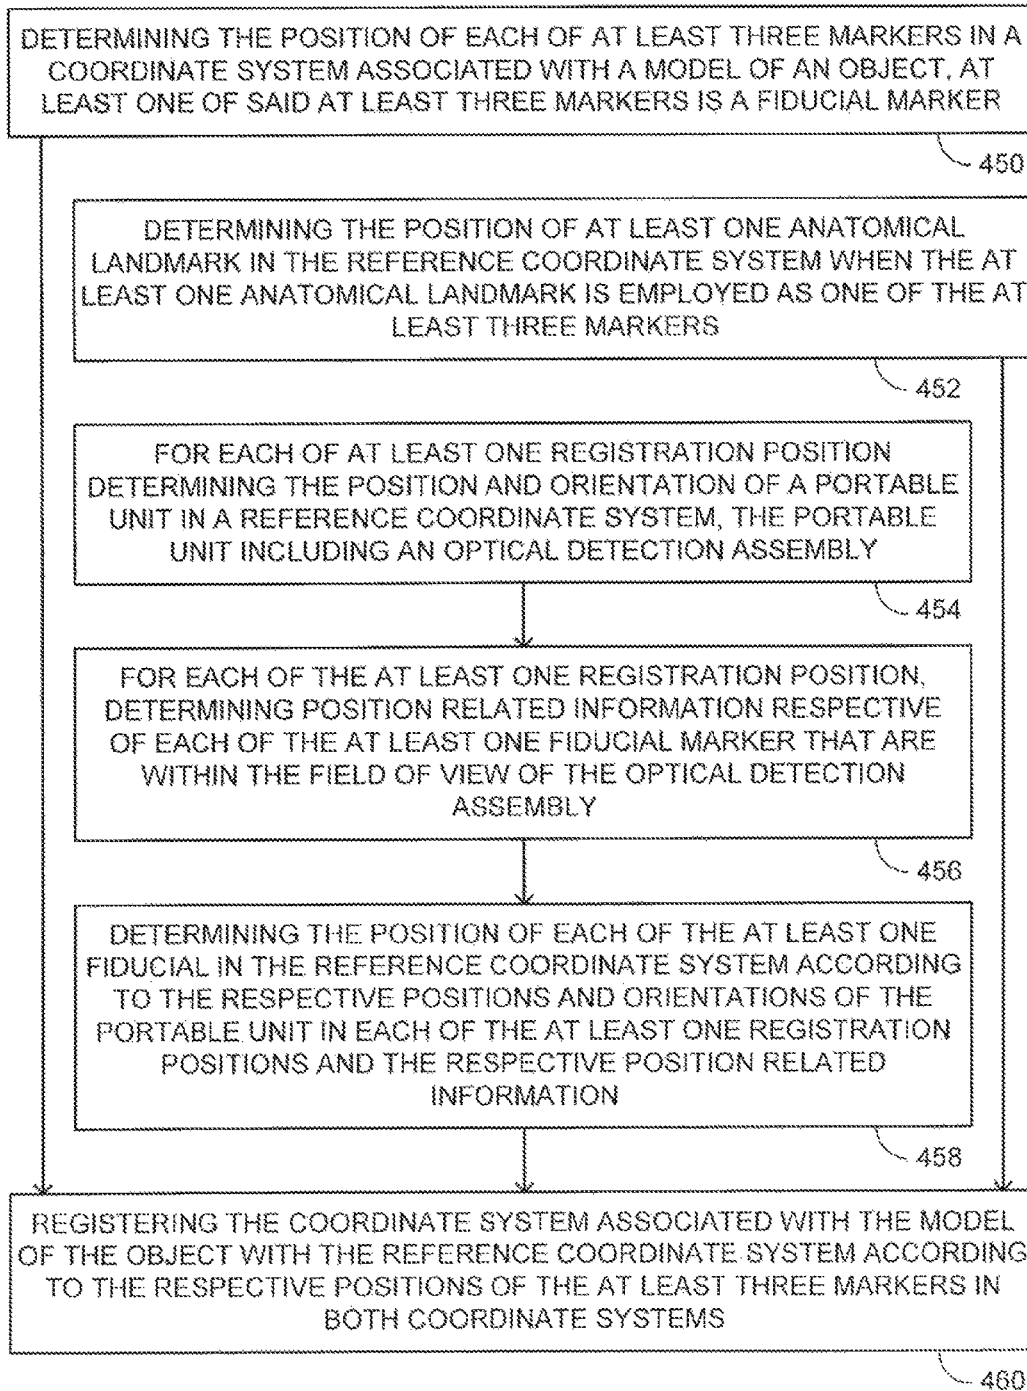 DETERMINING THE POSITION OF EACH OF AT LEAST THREE MARKERS IN A
COORDINATE SYSTEM ASSOCIATED WITH A MODEL OF AN OBJECT, AT
LEAST ONE OF SAID AT LEAST THREE MARKERS IS A FIDUCIAL MARKER
450
DETERMINING THE POSITION OF AT LEAST ONE ANATOMICAL
LANDMARK IN THE REFERENCE COORDINATE SYSTEM WHEN THE AT
LEAST ONE ANATOMICAL LANDMARK IS EMPLOYED AS ONE OF THE AT
LEAST THREE MARKERS
452
FOR EACH OF AT LEAST ONE REGISTRATION POSITION
DETERMINING THE POSITION AND ORIENTATION OF A PORTABLE
UNIT IN A REFERENCE COORDINATE SYSTEM, THE PORTABLE
UNIT INCLUDING AN OPTICAL DETECTION ASSEMBLY
454
FOR EACH OF THE AT LEAST ONE REGISTRATION POSITION,
DETERMINING POSITION RELATED INFORMATION RESPECTIVE
OF EACH OF THE AT LEAST ONE FIDUCIAL MARKER THAT ARE
WITHIN THE FIELD OF VIEW OF THE OPTICAL DETECTION
ASSEMBLY
456
DETERMINING THE POSITION OF EACH OF THE AT LEAST ONE
FIDUCIAL IN THE REFERENCE COORDINATE SYSTEM ACCORDING
TO THE RESPECTIVE POSITIONS AND ORIENTATIONS OF THE
PORTABLE UNIT IN EACH OF THE AT LEAST ONE REGISTRATION
POSITIONS AND THE RESPECTIVE POSITION RELATED
INFORMATION
458
REGISTERING THE COORDINATE SYSTEM ASSOCIATED WITH THE MODEL
OF THE OBJECT WITH THE REFERENCE COORDINATE SYSTEM ACCORDING
TO THE RESPECTIVE POSITIONS OF THE AT LEAST THREE MARKERS IN
BOTH COORDINATE SYSTEMS
460